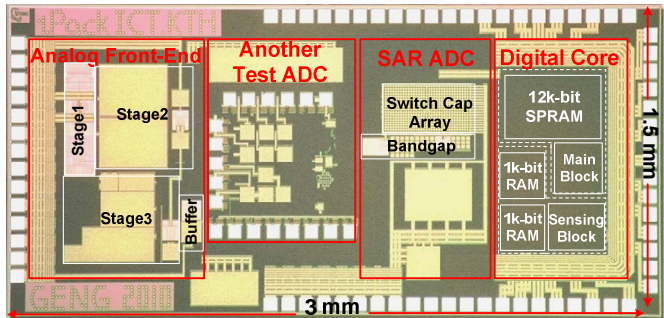 iPack ICT KTH
Analog Front-End
Another
Test ADC
SAR ADC
Digital Core
Stage1
Stage2
Stage3
Buffer
Switch Cap
Array
Bandgap
12k-bit
SPRAM
1k-bit
RAM
Main
Block
1k-bit
RAM
Sensing
Block
1.5 mm
GENG 2010
3 mm